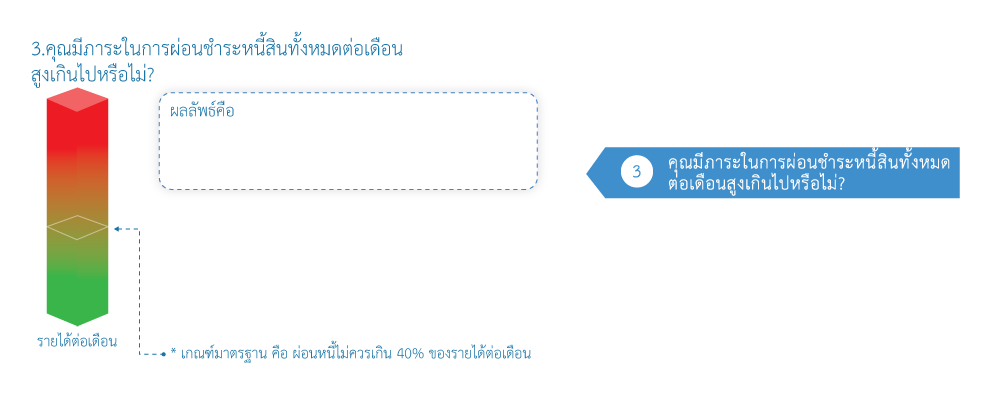 3.คุณมีภาระในการผ่อนชำระหนี้สินทั้งหมดต่อเดือน
สูงเกินไปหรือไม่?
ผลลัพธ์คือ
3
คุณมีภาระในการผ่อนชำระหนี้สินทั้งหมด
ต่อเดือนสูงเกินไปหรือไม่?
รายได้ต่อเดือน
* เกณฑ์มาตรฐาน คือ ผ่อนหนี้ไม่ควรเกิน 40% ของรายได้ต่อเดือน